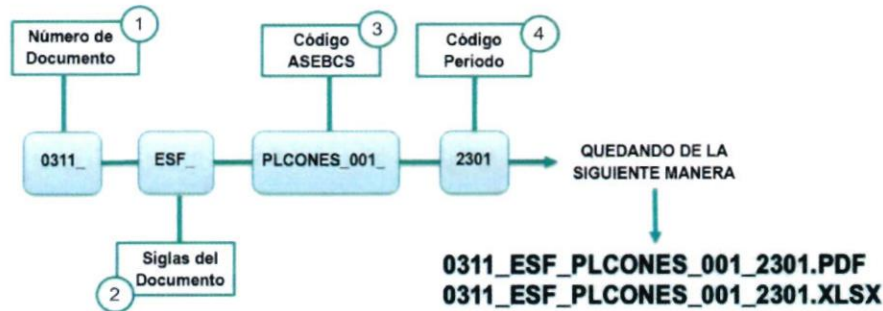 1
Número de
Documento
3
Código
ASEBCS
4
Código
Periodo
0311_
ESF_
PLCONES_001_
2301
QUEDANDO DE LA
SIGUIENTE MANERA
Siglas del
Documento
2
0311_ESF_PLCONES_001_2301.PDF
0311_ESF_PLCONES_001_2301.XLSX